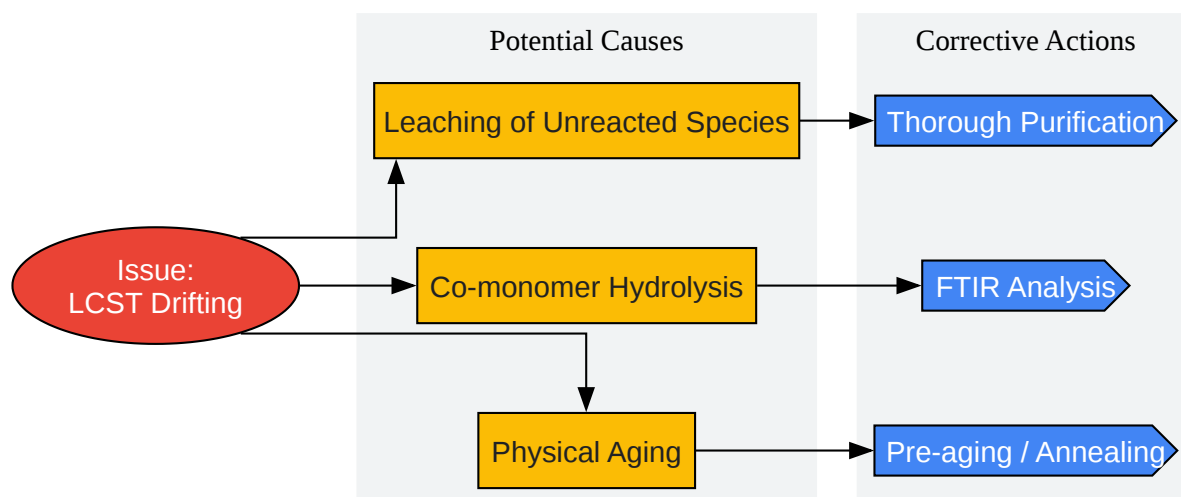 Potential Causes
Corrective Actions
Leaching of Unreacted Species
Thorough Purification
Issue:
LCST Drifting
Co-monomer Hydrolysis
FTIR Analysis
Physical Aging
Pre-aging / Annealing